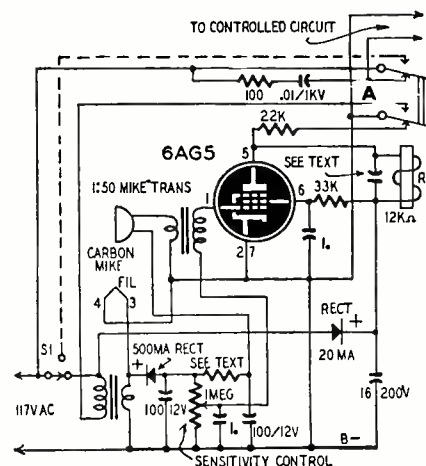 TO CONTROLLED CIRCUIT
100
.01/1KV
A
22K
6AG5
5
SEE TEXT
1:50 MIKE TRANS
1
6
33K
R
12KΩ
CARBON MIKE
2
7
1.
FIL
4
3
RECT
+
20 MA
S1
+
500MA RECT
SEE TEXT
1MEG
117V AC
100
12V
1.
100/12V
16
200V
B-
SENSITIVITY CONTROL